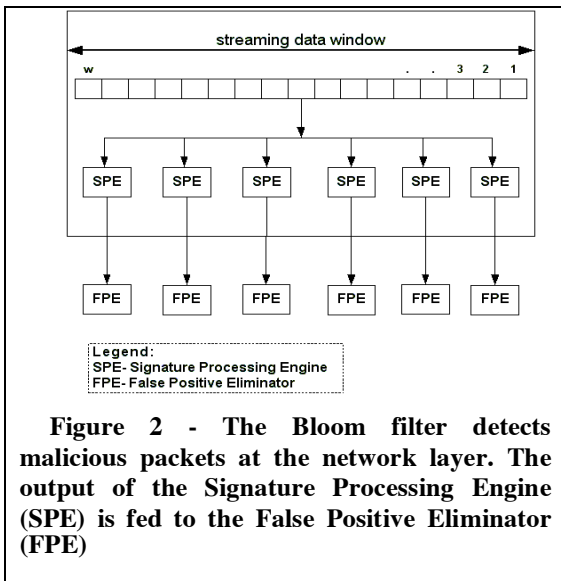 streaming data window
w . . 3 2 1
SPE SPE SPE SPE SPE SPE
FPE FPE FPE FPE FPE FPE
Legend:
SPE- Signature Processing Engine
FPE- False Positive Eliminator
Figure 2 - The Bloom filter detects
malicious packets at the network layer. The
output of the Signature Processing Engine
(SPE) is fed to the False Positive Eliminator
(FPE)